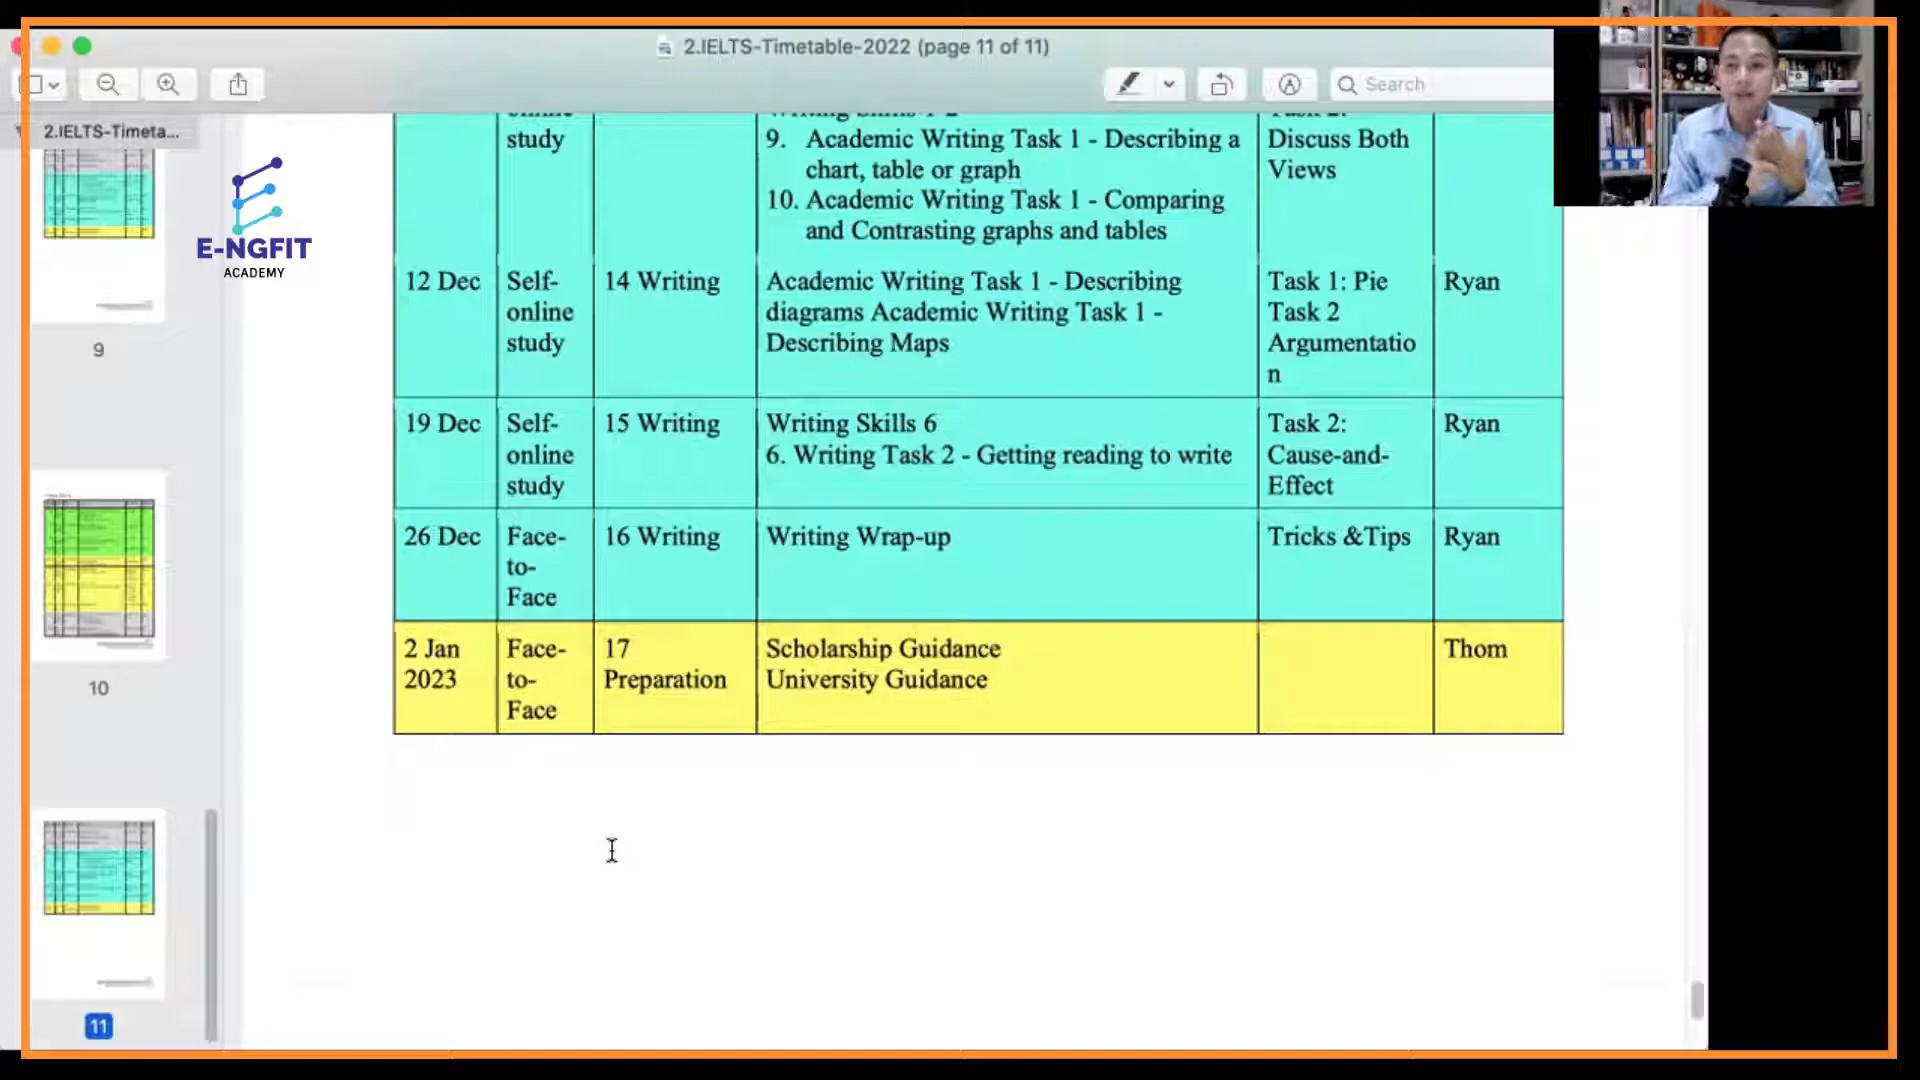 2.IELTS-Timetable-2022 (page 11 of 11)
Search
2.IELTS-Timeta...
E-NGFIT
ACADEMY
9
10
11
study
9. Academic Writing Task 1 - Describing a
chart, table or graph
10. Academic Writing Task 1 - Comparing
and Contrasting graphs and tables
Discuss Both
Views
12 Dec
Self-
online
study
14 Writing
Academic Writing Task 1 - Describing
diagrams Academic Writing Task 1 -
Describing Maps
Task 1: Pie
Task 2
Argumentatio
n
Ryan
19 Dec
Self-
online
study
15 Writing
Writing Skills 6
6. Writing Task 2 - Getting reading to write
Task 2:
Cause-and-
Effect
Ryan
26 Dec
Face-
to-
Face
16 Writing
Writing Wrap-up
Tricks &Tips
Ryan
2 Jan
2023
Face-
to-
Face
17
Preparation
Scholarship Guidance
University Guidance
Thom